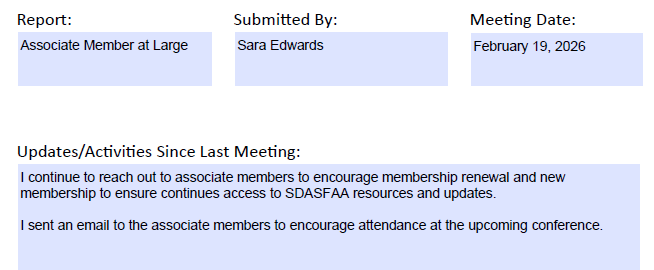 Report:
Submitted By:
Meeting Date:
Associate Member at Large
Sara Edwards
February 19, 2026
Updates/Activities Since Last Meeting:
I continue to reach out to associate members to encourage membership renewal and new
membership to ensure continues access to SDASFAA resources and updates.
I sent an email to the associate members to encourage attendance at the upcoming conference.